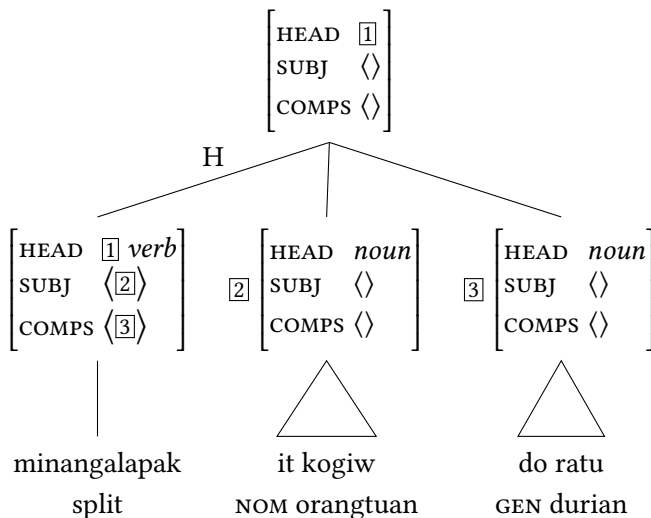 HEAD 1
SUBJ ⟨⟩
COMPS ⟨⟩
H
HEAD 1 verb
SUBJ ⟨2⟩
COMPS ⟨3⟩
2
HEAD noun
SUBJ ⟨⟩
COMPS ⟨⟩
3
HEAD noun
SUBJ ⟨⟩
COMPS ⟨⟩
minangalapak
split
it kogiw
NOM orangtuan
do ratu
GEN durian